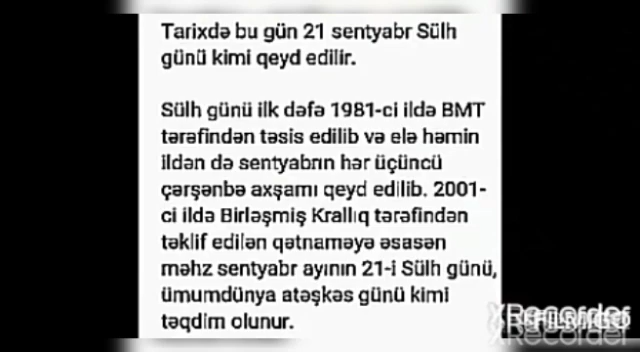 Tarixdə bu gün 21 sentyabr Sülh
günü kimi qeyd edilir.
Sülh günü ilk dəfə 1981-ci ildə BMT
tərəfindən təsis edilib və elə həmin
ildən də sentyabrın hər üçüncü
çərşənbə axşamı qeyd edilib. 2001-
ci ildə Birləşmiş Krallıq tərəfindən
təklif edilən qətnaməyə əsasən
məhz sentyabr ayının 21-i Sülh günü,
ümumdünya atəşkəs günü kimi
təqdim olunur.
XRecorder
XRecorder